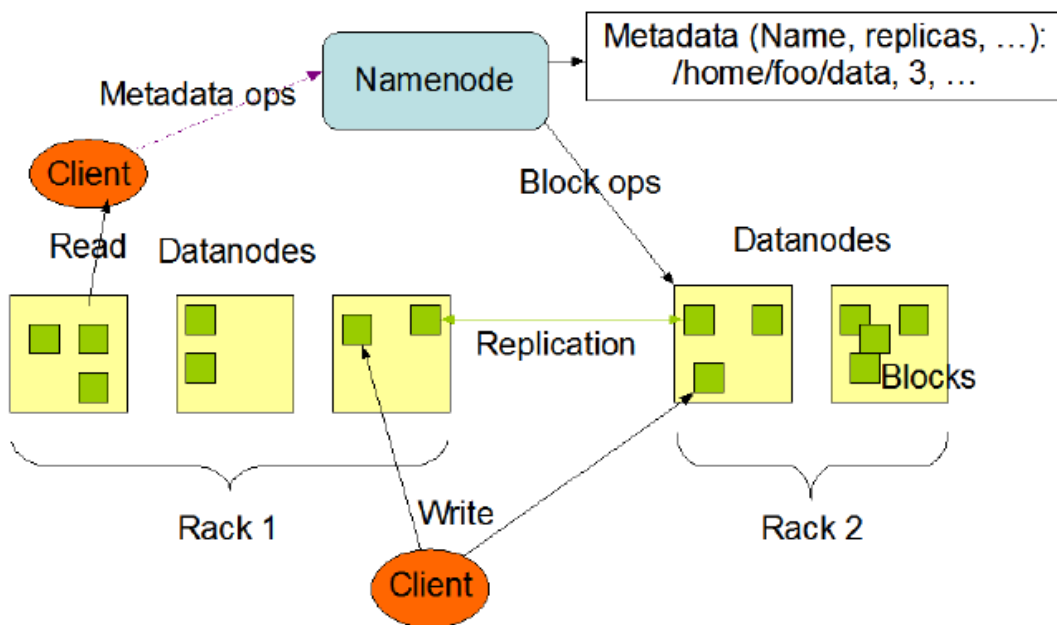 Metadata (Name, replicas, …):
/home/foo/data, 3, …
Namenode
Metadata ops
Client
Block ops
Read
Datanodes
Datanodes
Replication
Blocks
Rack 1
Write
Rack 2
Client